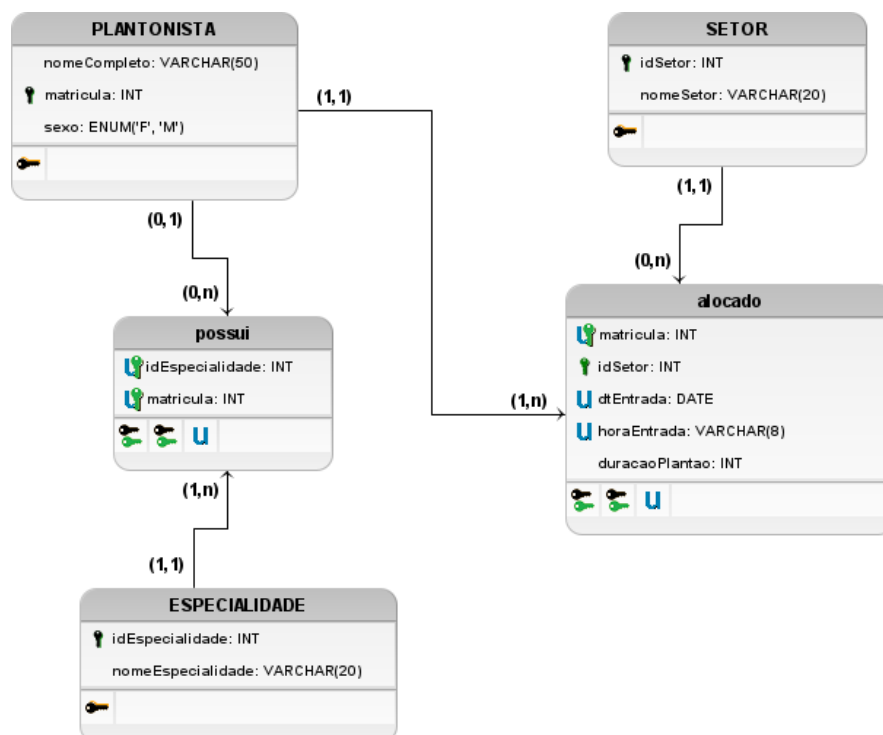 PLANTONISTA
nomeCompleto: VARCHAR(50)
matricula: INT
sexo: ENUM('F', 'M')
SETOR
idSetor: INT
nomeSetor: VARCHAR(20)
(1,1)
(1,1)
(0,1)
(0,n)
(0,n)
possui
idEspecialidade: INT
matricula: INT
alocado
matricula: INT
idSetor: INT
dtEntrada: DATE
horaEntrada: VARCHAR(8)
duracaoPlantao: INT
(1,n)
(1,n)
(1,1)
ESPECIALIDADE
idEspecialidade: INT
nomeEspecialidade: VARCHAR(20)